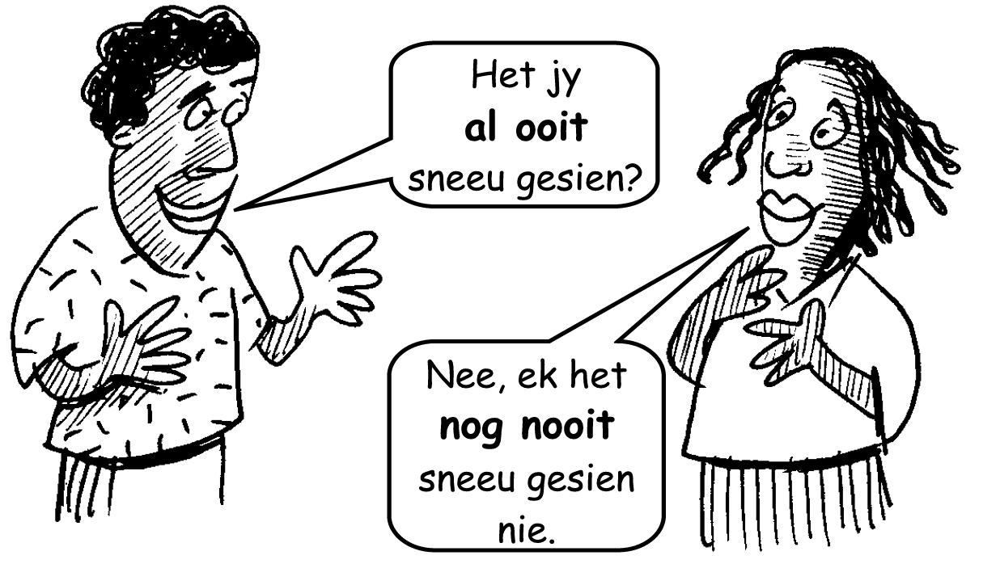 Het jy
al ooit
sneeu gesien?
Nee, ek het
nog nooit
sneeu gesien
nie.